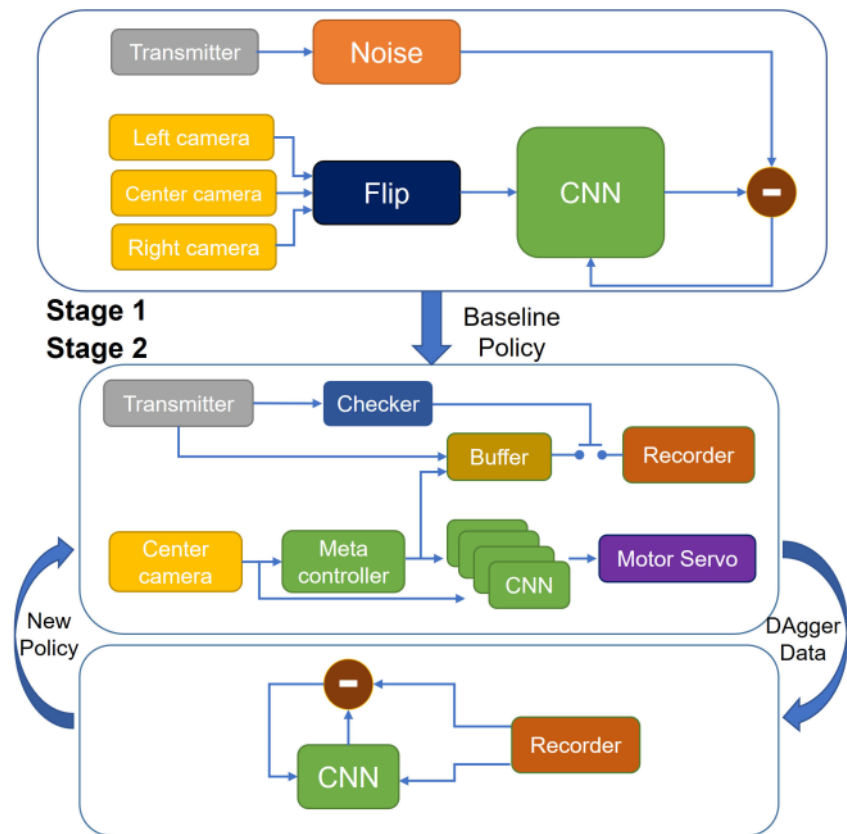 Transmitter
Noise
Left camera
Center camera
Right camera
Flip
CNN
-
Stage 1
Stage 2
Baseline
Policy
Transmitter
Checker
Buffer
Recorder
Center
camera
Meta
controller
CNN
Motor Servo
New
Policy
DAgger
Data
-
CNN
Recorder